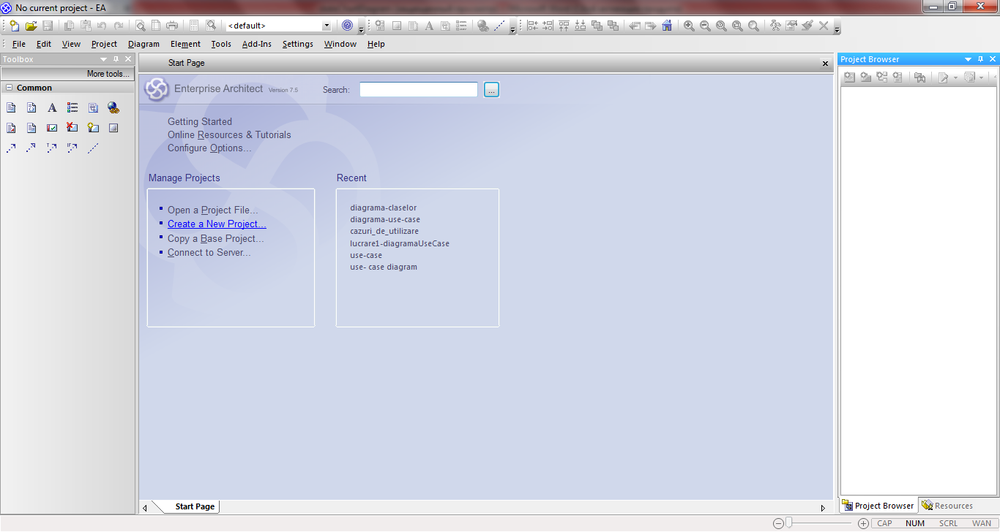 No current project - EA
<default>
File Edit View Project Diagram Element Tools Add-Ins Settings Window Help
Toolbox
More tools...
Common
Start Page
Enterprise Architect Version 7.5 Search: ...
Getting Started
Online Resources & Tutorials
Configure Options...
Manage Projects
Open a Project File...
Create a New Project...
Copy a Base Project...
Connect to Server...
Recent
diagrama-claselor
diagrama-use-case
cazuri_de_utilizare
lucrare1-diagramaUseCase
use-case
use- case diagram
Project Browser
Start Page
Project Browser Resources
CAP NUM SCRL WAN